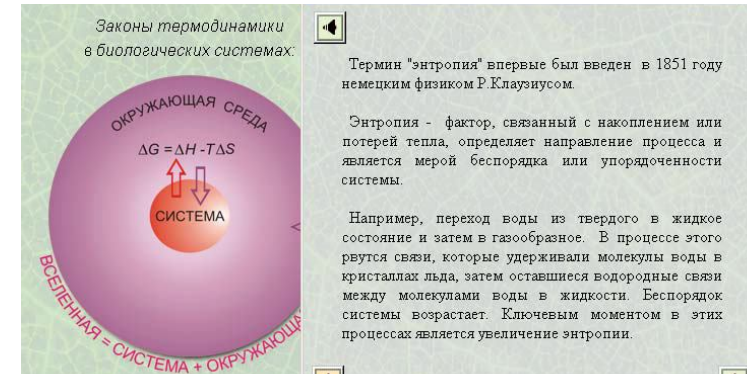 Законы термодинамики
в биологических системах:
ОКРУЖАЮЩАЯ СРЕДА
ΔG =ΔH -TΔS
СИСТЕМА
ВСЕЛЕННАЯ = СИСТЕМА + ОКРУЖАЮЩА
Термин "энтропия" впервые был введен в 1851 году
немецким физиком Р.Клаузиусом.
Энтропия - фактор, связанный с накоплением или
потерей тепла, определяет направление процесса и
является мерой беспорядка или упорядоченности
системы.
Например, переход воды из твердого в жидкое
состояние и затем в газообразное. В процессе этого
рвутся связи, которые удерживали молекулы воды в
кристаллах льда, затем оставшиеся водородные связи
между молекулами воды в жидкости. Беспорядок
системы возрастает. Ключевым моментом в этих
процессах является увеличение энтропии.